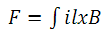 F = ∫ ilxB